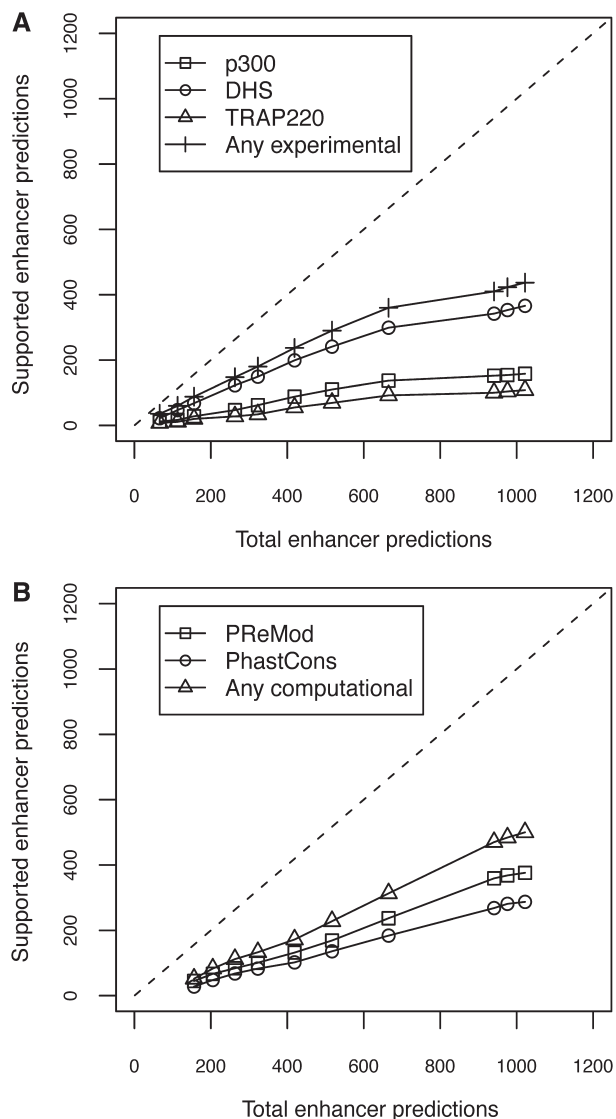 A
1200
1000
800
600
400
200
0
Supported enhancer predictions
p300
DHS
TRAP220
Any experimental
0 200 400 600 800 1000 1200
Total enhancer predictions
B
1200
1000
800
600
400
200
0
Supported enhancer predictions
PReMod
PhastCons
Any computational
0 200 400 600 800 1000 1200
Total enhancer predictions